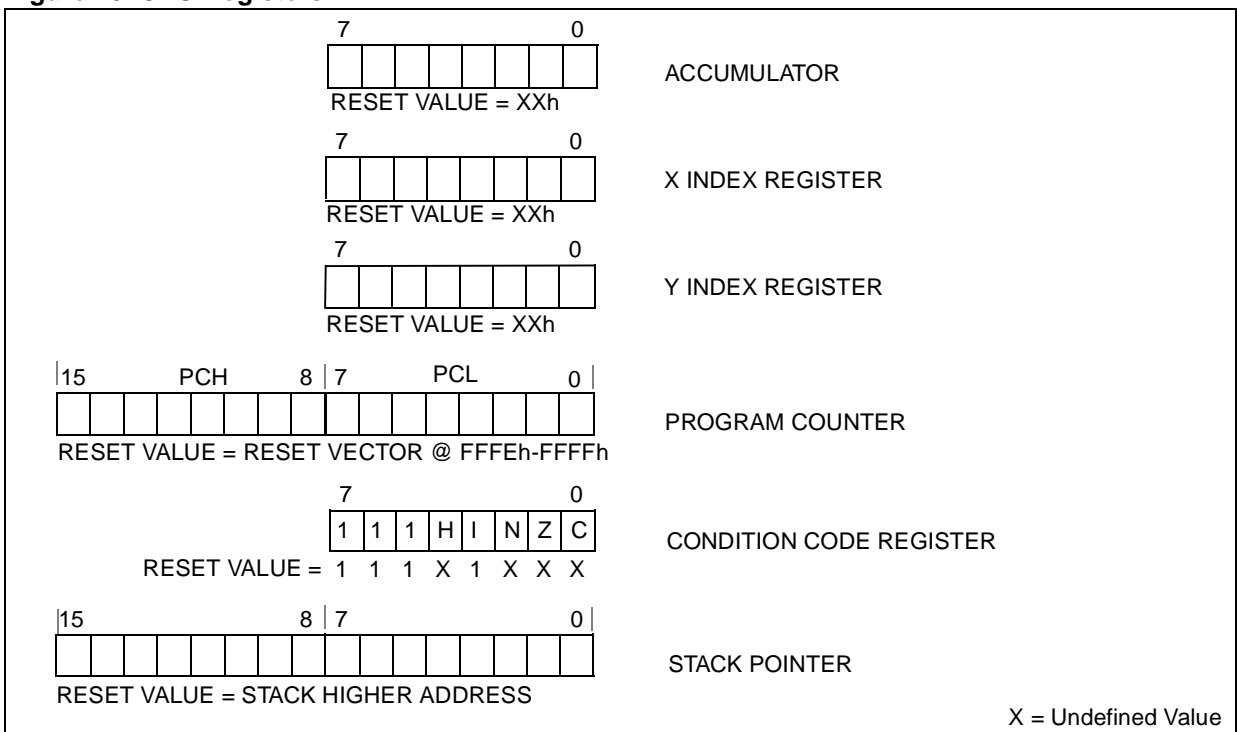 7 0
ACCUMULATOR
RESET VALUE = XXh
7 0
X INDEX REGISTER
RESET VALUE = XXh
7 0
Y INDEX REGISTER
RESET VALUE = XXh
15 PCH 8 7 PCL 0
PROGRAM COUNTER
RESET VALUE = RESET VECTOR @ FFFEh-FFFFh
7 0
1 1 1 H I N Z C
CONDITION CODE REGISTER
RESET VALUE = 1 1 1 X 1 X X X
15 8 7 0
STACK POINTER
RESET VALUE = STACK HIGHER ADDRESS
X = Undefined Value